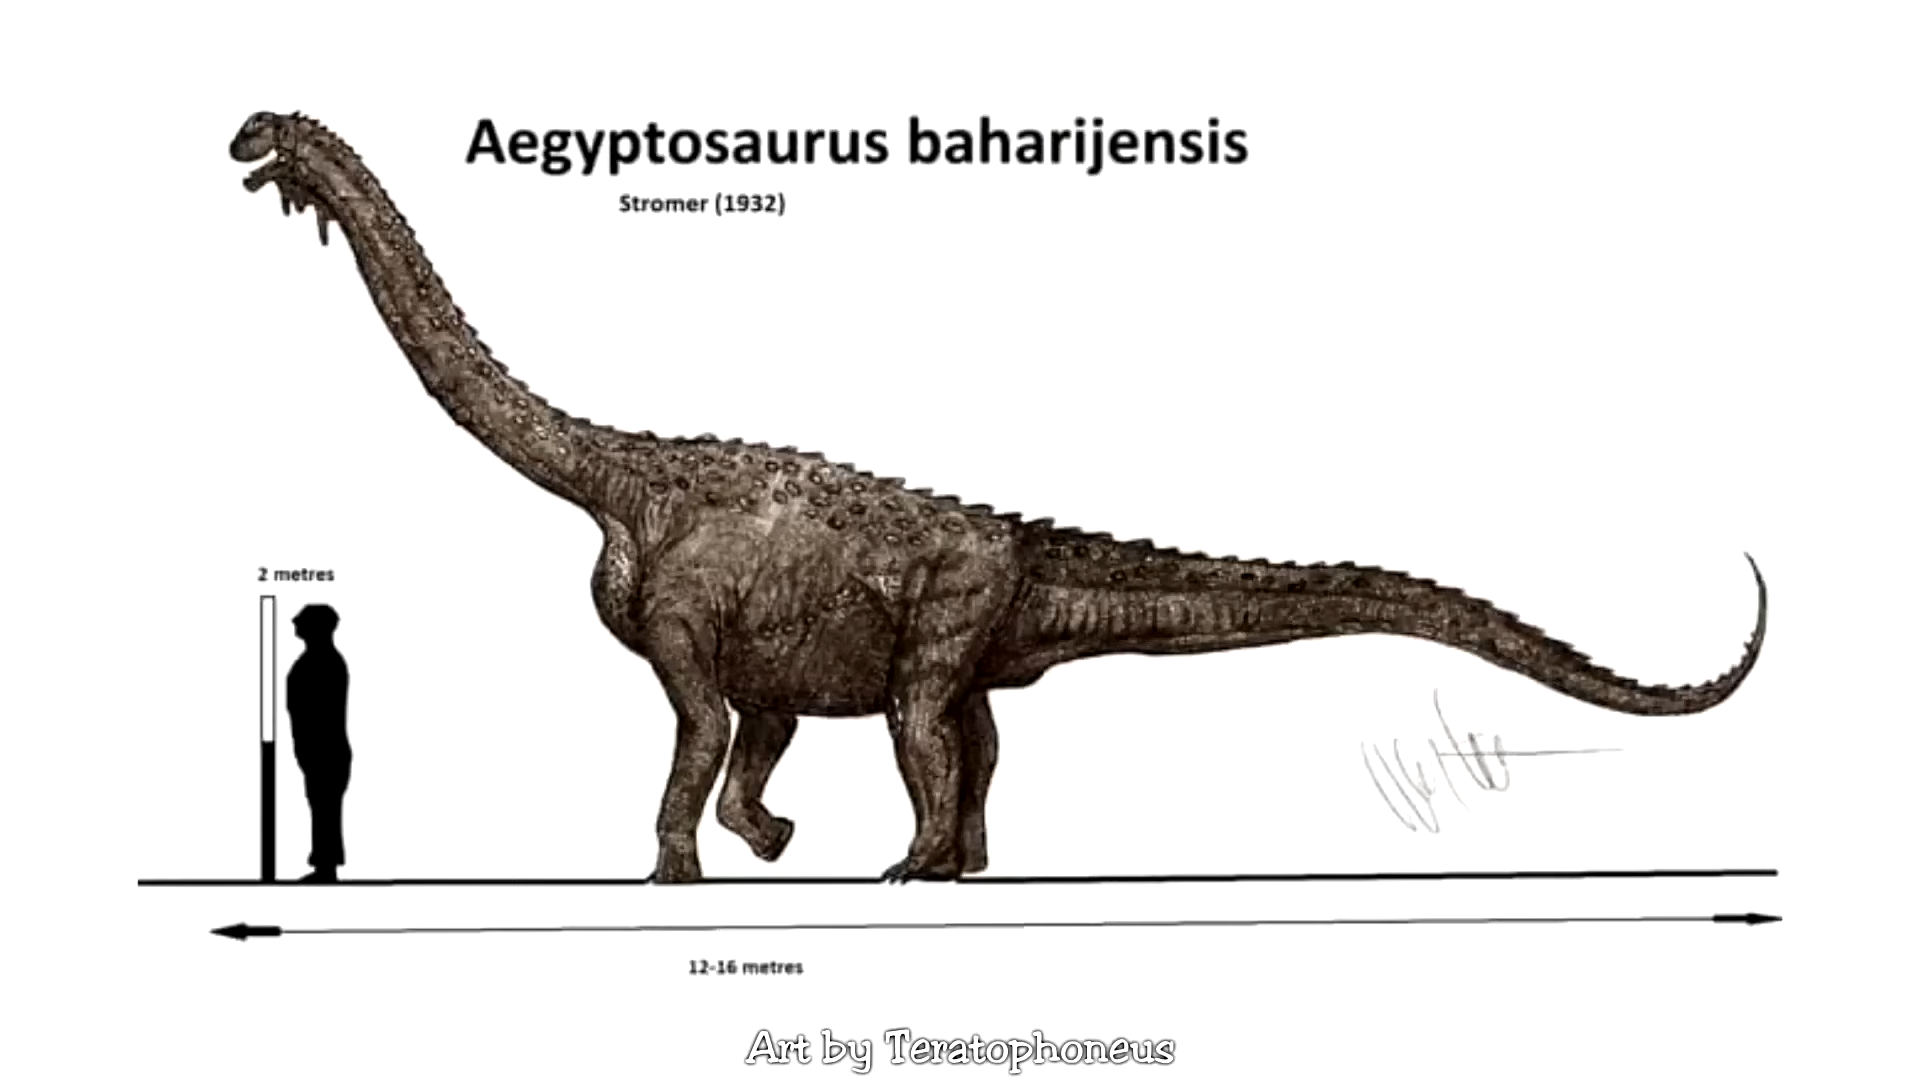 Aegyptosaurus baharijensis
Stromer (1932)
2 metres
12-16 metres
Art by Teratophoneus